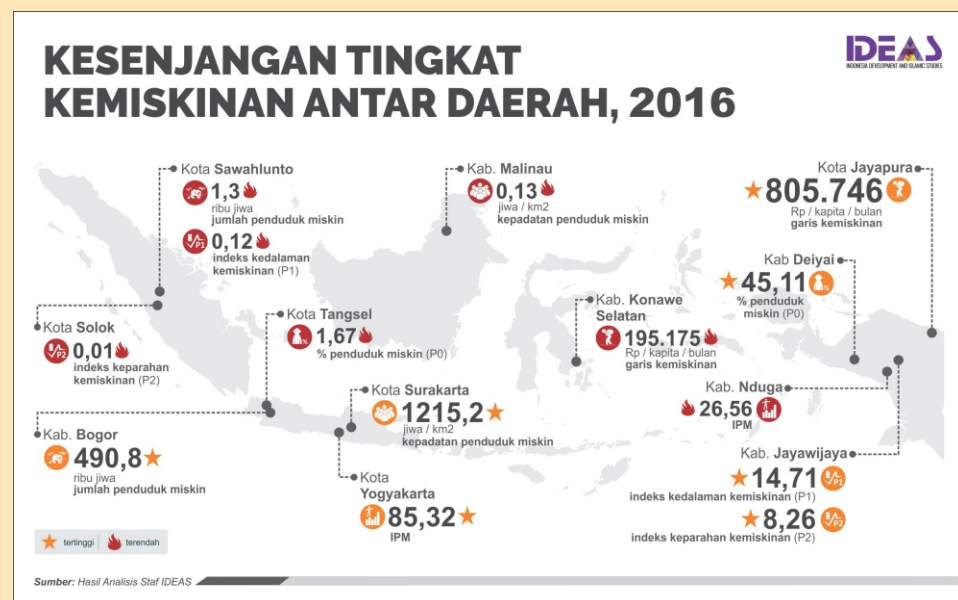 KESENJANGAN TINGKAT
KEMISKINAN ANTAR DAERAH, 2016
IDEAS
INDONESIA DEVELOPMENT AND ISLAMIC STUDIES
Kota Sawahlunto
1,3
ribu jiwa
jumlah penduduk miskin
P1
0,12
indeks kedalaman
kemiskinan (P1)
Kab. Malinau
0,13
jiwa / km2
kepadatan penduduk miskin
Kota Jayapura
805.746
Rp / kapita / bulan
garis kemiskinan
Kab Deiyai
45,11
%
% penduduk
miskin (P0)
Kota Solok
P2
0,01
indeks keparahan
kemiskinan (P2)
Kota Tangsel
%
1,67
% penduduk miskin (P0)
Kab. Konawe
Selatan
195.175
Rp / kapita / bulan
garis kemiskinan
Kota Surakarta
1215,2
jiwa / km2
kepadatan penduduk miskin
Kab. Nduga
26,56
IPM
Kab. Bogor
490,8
ribu jiwa
jumlah penduduk miskin
Kota
Yogyakarta
85,32
IPM
Kab. Jayawijaya
14,71
P1
indeks kedalaman kemiskinan (P1)
8,26
P2
indeks keparahan kemiskinan (P2)
tertinggi
terendah
Sumber: Hasil Analisis Staf IDEAS